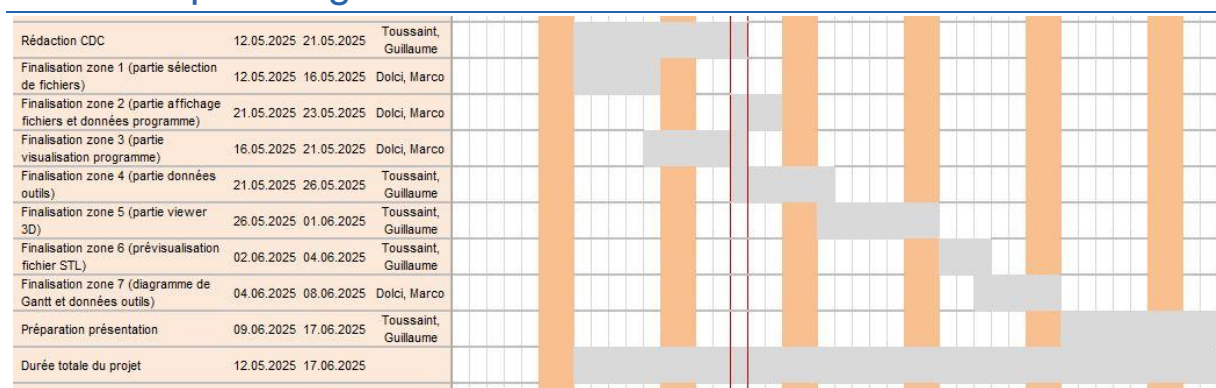 Rédaction CDC 12.05.2025 21.05.2025 Toussaint,
Guillaume
Finalisation zone 1 (partie sélection
de fichiers) 12.05.2025 16.05.2025 Dolci, Marco
Finalisation zone 2 (partie affichage
fichiers et données programme) 21.05.2025 23.05.2025 Dolci, Marco
Finalisation zone 3 (partie
visualisation programme) 16.05.2025 21.05.2025 Dolci, Marco
Finalisation zone 4 (partie données
outils) 21.05.2025 26.05.2025 Toussaint,
Guillaume
Finalisation zone 5 (partie viewer
3D) 26.05.2025 01.06.2025 Toussaint,
Guillaume
Finalisation zone 6 (prévisualisation
fichier STL) 02.06.2025 04.06.2025 Toussaint,
Guillaume
Finalisation zone 7 (diagramme de
Gantt et données outils) 04.06.2025 08.06.2025 Dolci, Marco
Préparation présentation 09.06.2025 17.06.2025 Toussaint,
Guillaume
Durée totale du projet 12.05.2025 17.06.2025